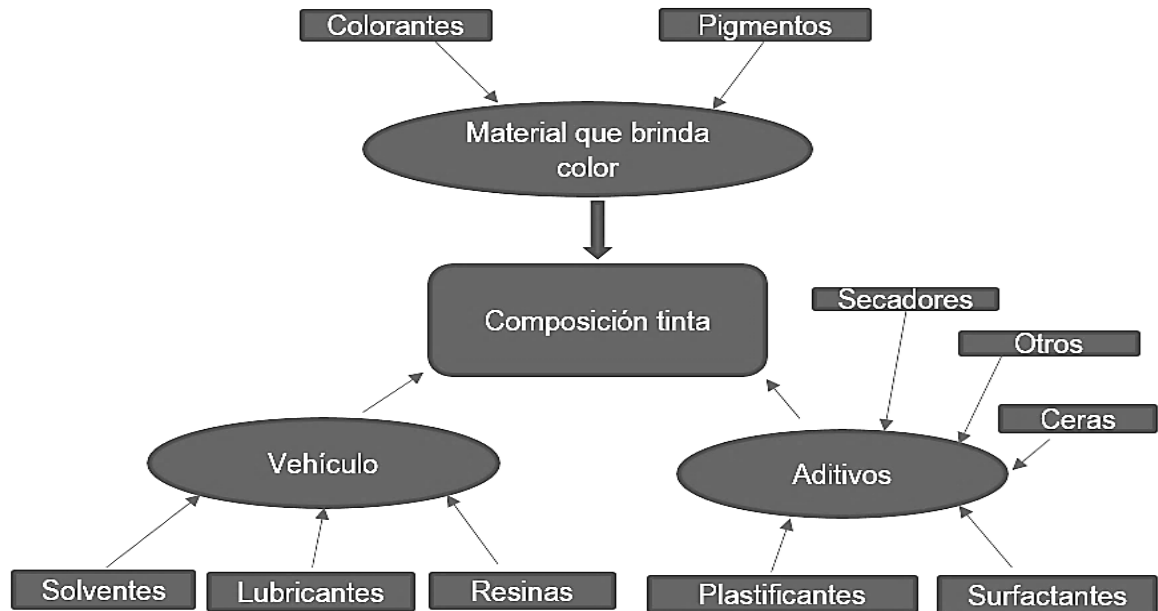 Colorantes
Pigmentos
Material que brinda
color
Composición tinta
Secadores
Otros
Ceras
Vehículo
Aditivos
Solventes
Lubricantes
Resinas
Plastificantes
Surfactantes